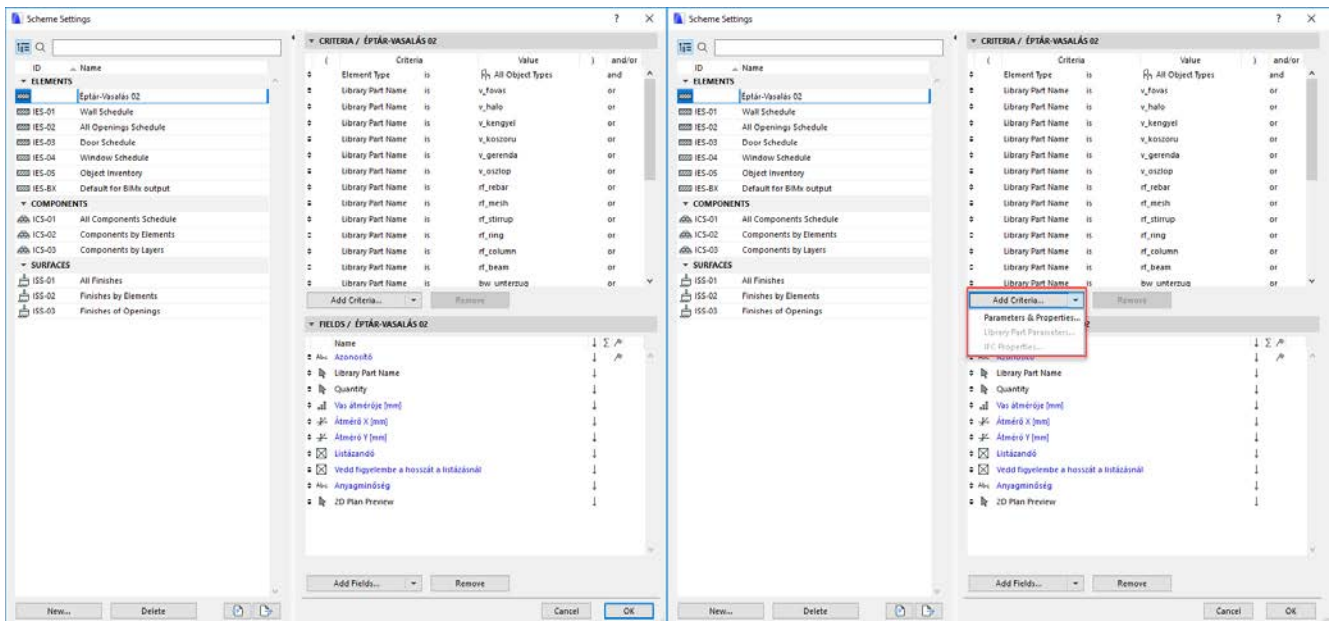 Scheme Settings
? ×
ID Name
ELEMENTS
Éptár-Vasalás 02
IES-01 Wall Schedule
IES-02 All Openings Schedule
IES-03 Door Schedule
IES-04 Window Schedule
IES-05 Object Inventory
IES-BX Default for BIMx output
COMPONENTS
ICS-01 All Components Schedule
ICS-02 Components by Elements
ICS-03 Components by Layers
SURFACES
ISS-01 All Finishes
ISS-02 Finishes by Elements
ISS-03 Finishes of Openings
New... Delete
CRITERIA / ÉPTÁR-VASALÁS 02
( Criteria Value ) and/or
Element Type is All Object Types and
Library Part Name is v_fovas or
Library Part Name is v_halo or
Library Part Name is v_kengyel or
Library Part Name is v_koszoru or
Library Part Name is v_gerenda or
Library Part Name is v_oszlop or
Library Part Name is rf_rebar or
Library Part Name is rf_mesh or
Library Part Name is rf_stirrup or
Library Part Name is rf_ring or
Library Part Name is rf_column or
Library Part Name is rf_beam or
Library Part Name is bw_unterzug or
Add Criteria... Remove
FIELDS / ÉPTÁR-VASALÁS 02
Name ↓ Σ
Abc Azonosító ↓
Library Part Name ↓
Quantity ↓
Vas átmérője [mm] ↓
Átmérő X [mm] ↓
Átmérő Y [mm] ↓
Listázandó ↓
Vedd figyelembe a hosszát a listázásnál ↓
Abc Anyagminőség ↓
2D Plan Preview ↓
Add Fields... Remove
Cancel OK
Scheme Settings
? ×
ID Name
ELEMENTS
Éptár-Vasalás 02
IES-01 Wall Schedule
IES-02 All Openings Schedule
IES-03 Door Schedule
IES-04 Window Schedule
IES-05 Object Inventory
IES-BX Default for BIMx output
COMPONENTS
ICS-01 All Components Schedule
ICS-02 Components by Elements
ICS-03 Components by Layers
SURFACES
ISS-01 All Finishes
ISS-02 Finishes by Elements
ISS-03 Finishes of Openings
New... Delete
CRITERIA / ÉPTÁR-VASALÁS 02
( Criteria Value ) and/or
Element Type is All Object Types and
Library Part Name is v_fovas or
Library Part Name is v_halo or
Library Part Name is v_kengyel or
Library Part Name is v_koszoru or
Library Part Name is v_gerenda or
Library Part Name is v_oszlop or
Library Part Name is rf_rebar or
Library Part Name is rf_mesh or
Library Part Name is rf_stirrup or
Library Part Name is rf_ring or
Library Part Name is rf_column or
Library Part Name is rf_beam or
Library Part Name is bw_unterzug or
Add Criteria... Remove
Parameters & Properties...
Library Part Parameters...
IFC Properties...
↓ Σ
Abc Azonosító ↓
Library Part Name ↓
Quantity ↓
Vas átmérője [mm] ↓
Átmérő X [mm] ↓
Átmérő Y [mm] ↓
Listázandó ↓
Vedd figyelembe a hosszát a listázásnál ↓
Abc Anyagminőség ↓
2D Plan Preview ↓
Add Fields... Remove
Cancel OK